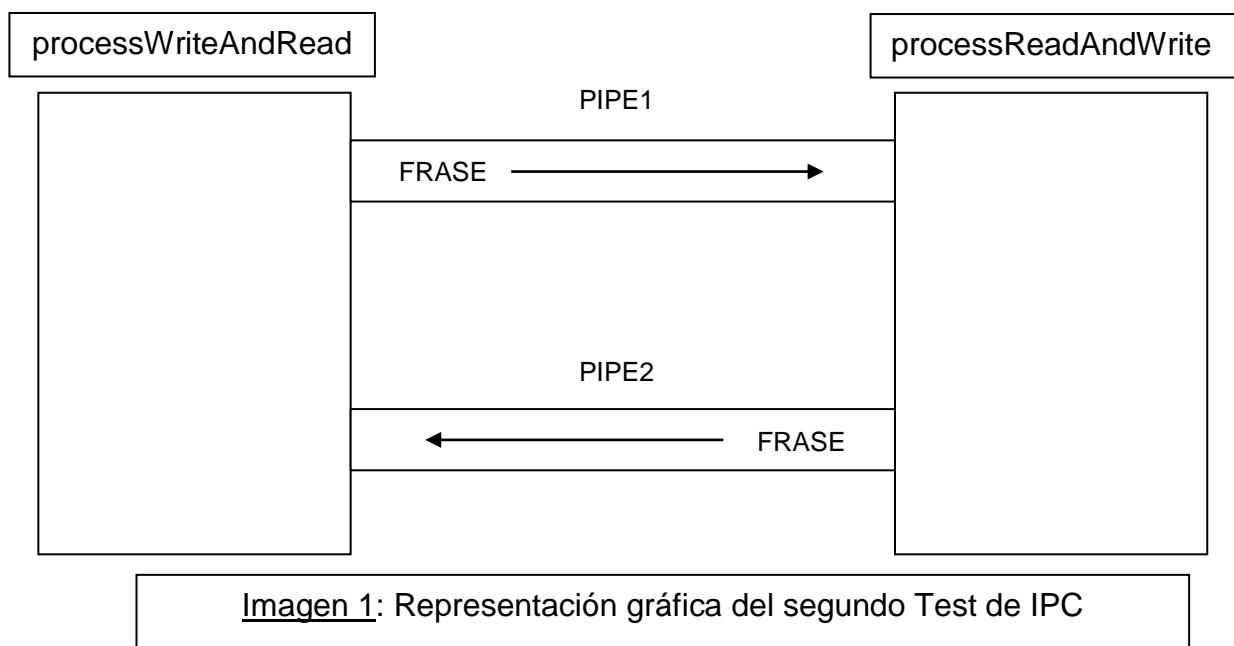 processWriteAndRead
processReadAndWrite
PIPE1
FRASE
PIPE2
FRASE
Imagen 1: Representación gráfica del segundo Test de IPC